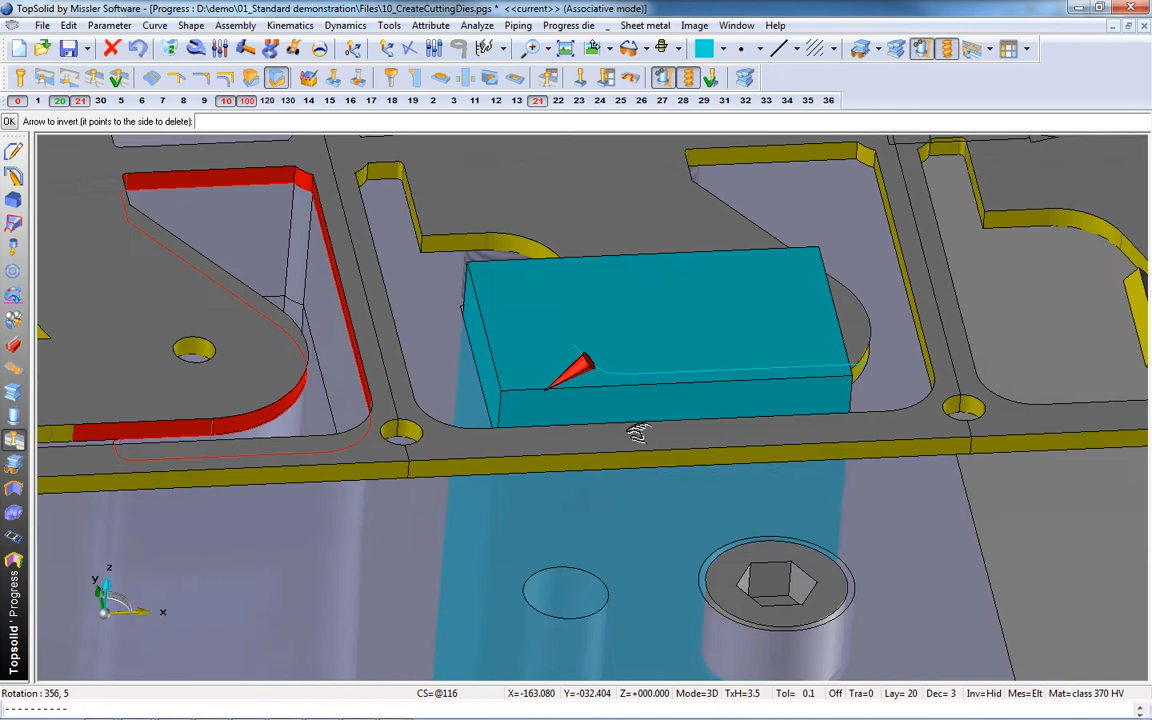 TopSolid by Missler Software - [Progress : D:\demo\01_Standard demonstration\Files\10_CreateCuttingDies.pgs *  <<current>> (Associative mode)]
File Edit Parameter Curve Shape Assembly Kinematics Dynamics Tools Attribute Analyze Piping Progress die Sheet metal Image Window Help
0 1 20 21 30 5 6 7 8 9 10 100 120 130 14 15 16 17 18 19 2 3 11 12 13 21 22 23 24 25 26 27 28 29 31 32 33 34 35 36
OK Arrow to invert (it points to the side to delete):
z
y
x
Topsolid 'Progress
Rotation : 356, 5 CS=@116 X=-163.080 Y=-032.404 Z=+000.000 Mode=3D TxH=3.5 Tol= 0.1 Off Tra=0 Lay= 20 Dec= 3 Inv=Hid Mes=Elt Mat=class 370 HV
----------